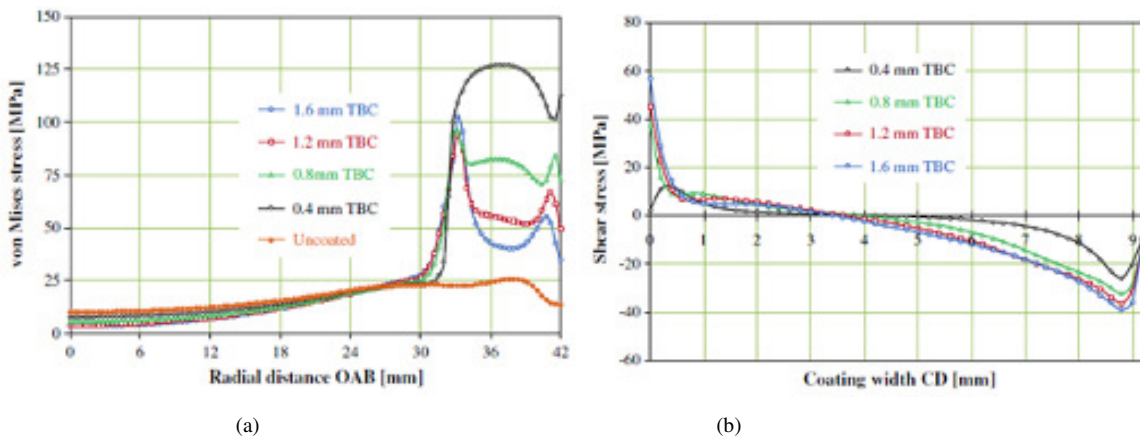 150
125
100
75
50
25
0
von Mises stress [MPa]
1.6 mm TBC
1.2 mm TBC
0.8mm TBC
0.4 mm TBC
Uncoated
0 6 12 18 24 30 36 42
Radial distance OAB [mm]
(a)
80
60
40
20
0
-20
-40
-60
Shear stress [MPa]
0.4 mm TBC
0.8 mm TBC
1.2 mm TBC
1.6 mm TBC
0 1 2 3 4 5 6 7 8 9
Coating width CD [mm]
(b)